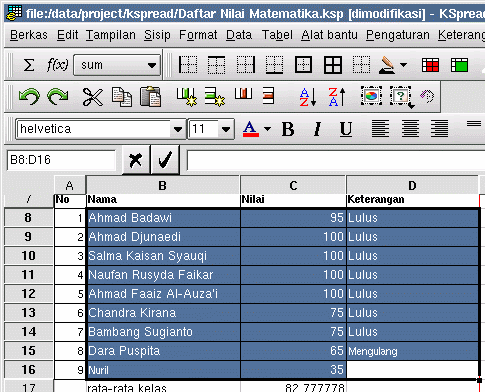 file:/data/project/kspread/Daftar Nilai Matematika.ksp [dimodifikasi] - KSprea
Berkas Edit Tampilan Sisip Format Data Tabel Alat bantu Pengaturan Keteran
Σ f(x) sum
helvetica 11 A B I
B8:D16
/ A B C D
No Nama Nilai Keterangan
8 1 Ahmad Badawi 95 Lulus
9 2 Ahmad Djunaedi 100 Lulus
10 3 Salma Kaisan Syauqi 100 Lulus
11 4 Naufan Rusyda Faikar 100 Lulus
12 5 Ahmad Faaiz Al-Auza'i 100 Lulus
13 6 Chandra Kirana 75 Lulus
14 7 Bambang Sugianto 75 Lulus
15 8 Dara Puspita 65 Mengulang
16 9 Nuril 35
17 rata-rata kelas 82.777778